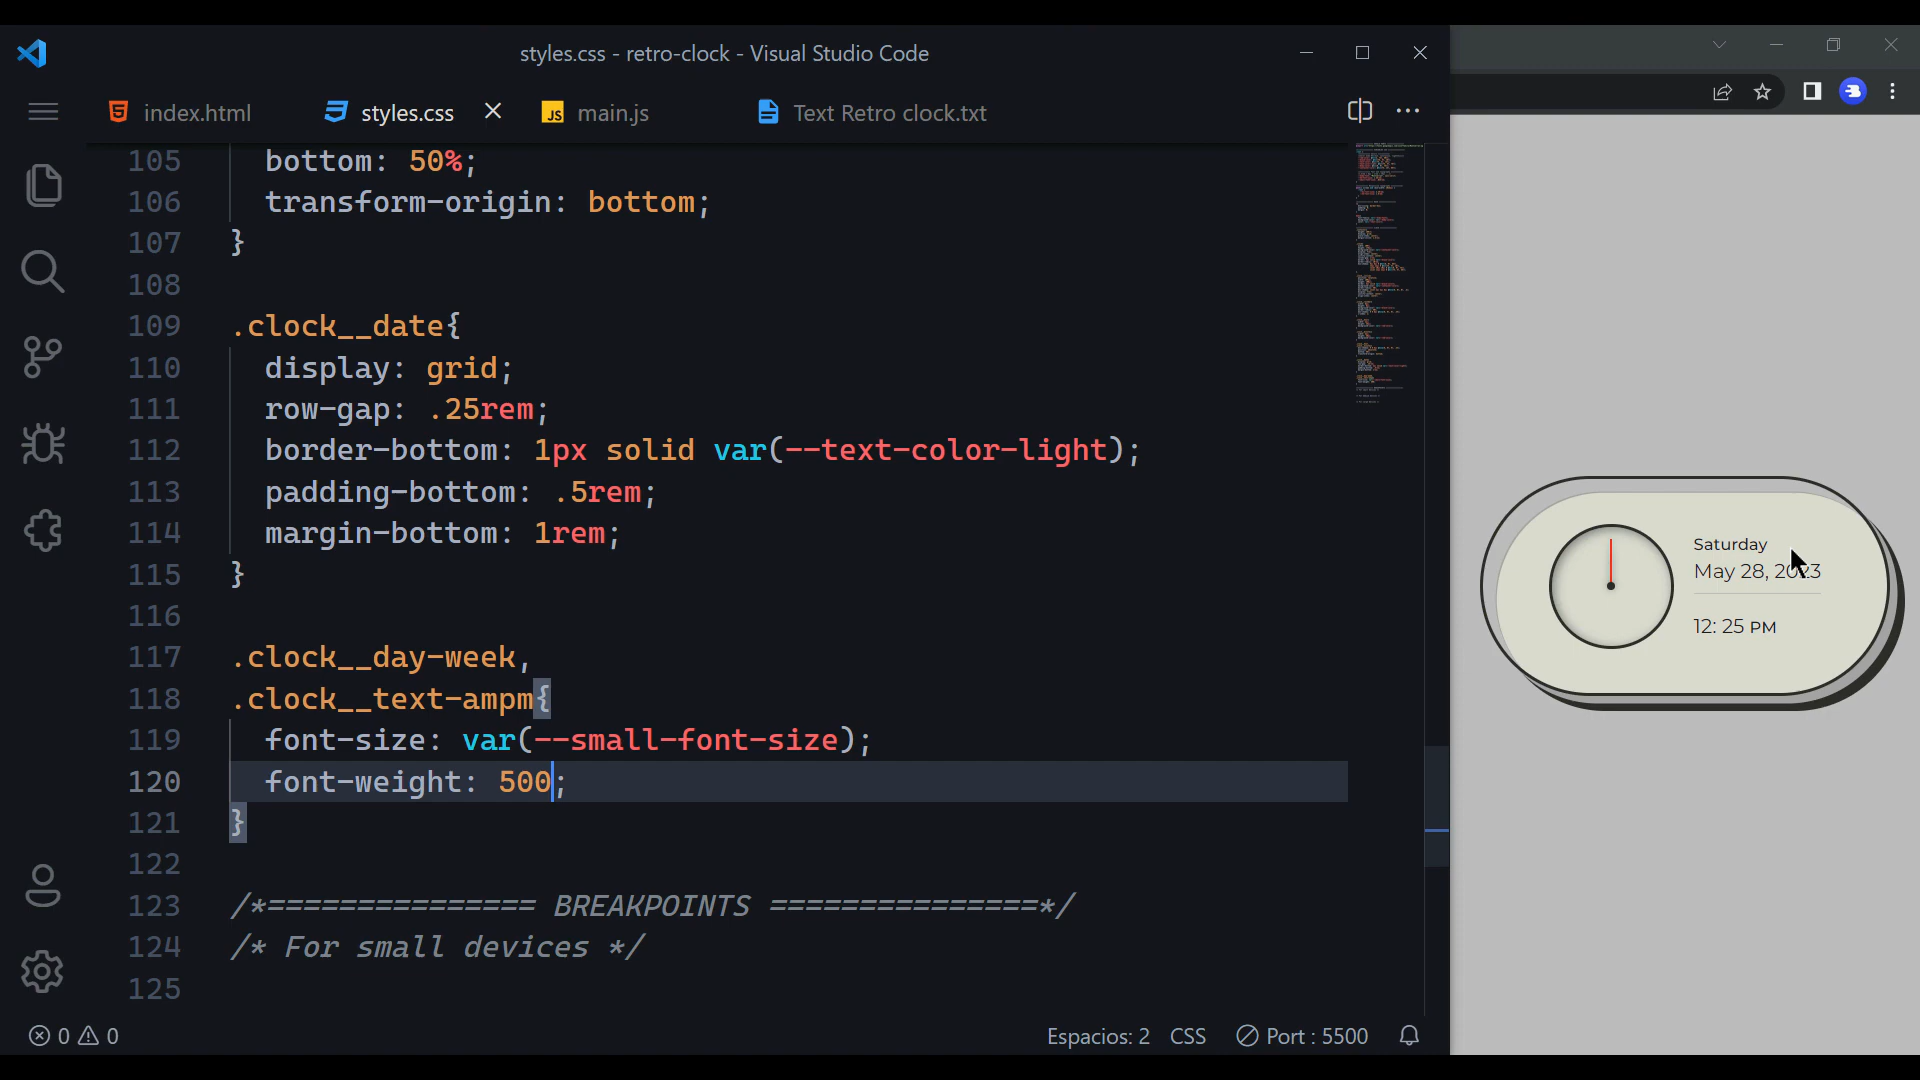 styles.css - retro-clock - Visual Studio Code
index.html
styles.css
JS main.js
Text Retro clock.txt
105 bottom: 50%;
106 transform-origin: bottom;
107 }
108
109 .clock__date{
110 display: grid;
111 row-gap: .25rem;
112 border-bottom: 1px solid var(--text-color-light);
113 padding-bottom: .5rem;
114 margin-bottom: 1rem;
115 }
116
117 .clock__day-week,
118 .clock__text-ampm{
119 font-size: var(--small-font-size);
120 font-weight: 500;
121 }
122
123 /*=============== BREAKPOINTS ===============*/
124 /* For small devices */
125
0 0
Espacios: 2 CSS Port : 5500
Saturday
May 28, 2023
12: 25 PM